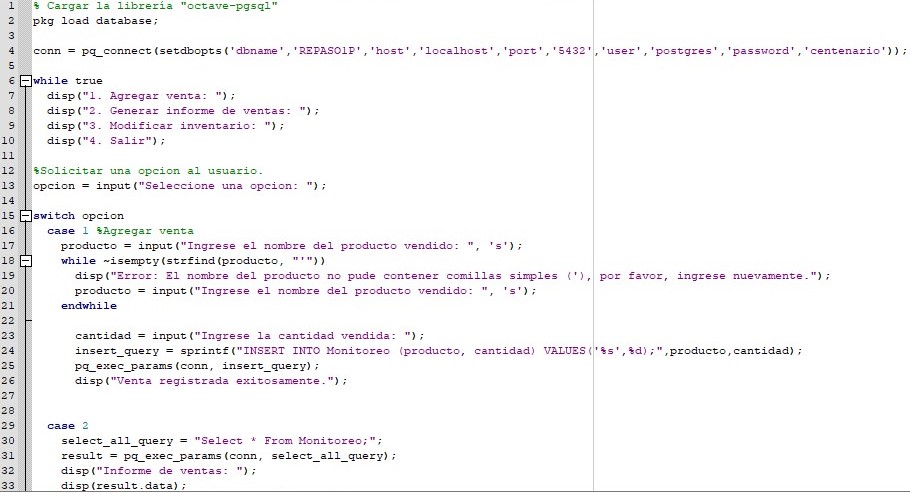 1 % Cargar la librería "octave-pgsql"
2 pkg load database;
3
4 conn = pq_connect(setdbopts('dbname','REPASO1P','host','localhost','port','5432','user','postgres','password','centenario'));
5
6 while true
7 disp("1. Agregar venta: ");
8 disp("2. Generar informe de ventas: ");
9 disp("3. Modificar inventario: ");
10 disp("4. Salir");
11
12 %Solicitar una opcion al usuario.
13 opcion = input("Seleccione una opcion: ");
14
15 switch opcion
16 case 1 %Agregar venta
17 producto = input("Ingrese el nombre del producto vendido: ", 's');
18 while ~isempty(strfind(producto, "'"))
19 disp("Error: El nombre del producto no pude contener comillas simples ('), por favor, ingrese nuevamente.");
20 producto = input("Ingrese el nombre del producto vendido: ", 's');
21 endwhile
22
23 cantidad = input("Ingrese la cantidad vendida: ");
24 insert_query = sprintf("INSERT INTO Monitoreo (producto, cantidad) VALUES('%s',%d);",producto,cantidad);
25 pq_exec_params(conn, insert_query);
26 disp("Venta registrada exitosamente.");
27
28
29 case 2
30 select_all_query = "Select * From Monitoreo;";
31 result = pq_exec_params(conn, select_all_query);
32 disp("Informe de ventas: ");
33 disp(result.data);